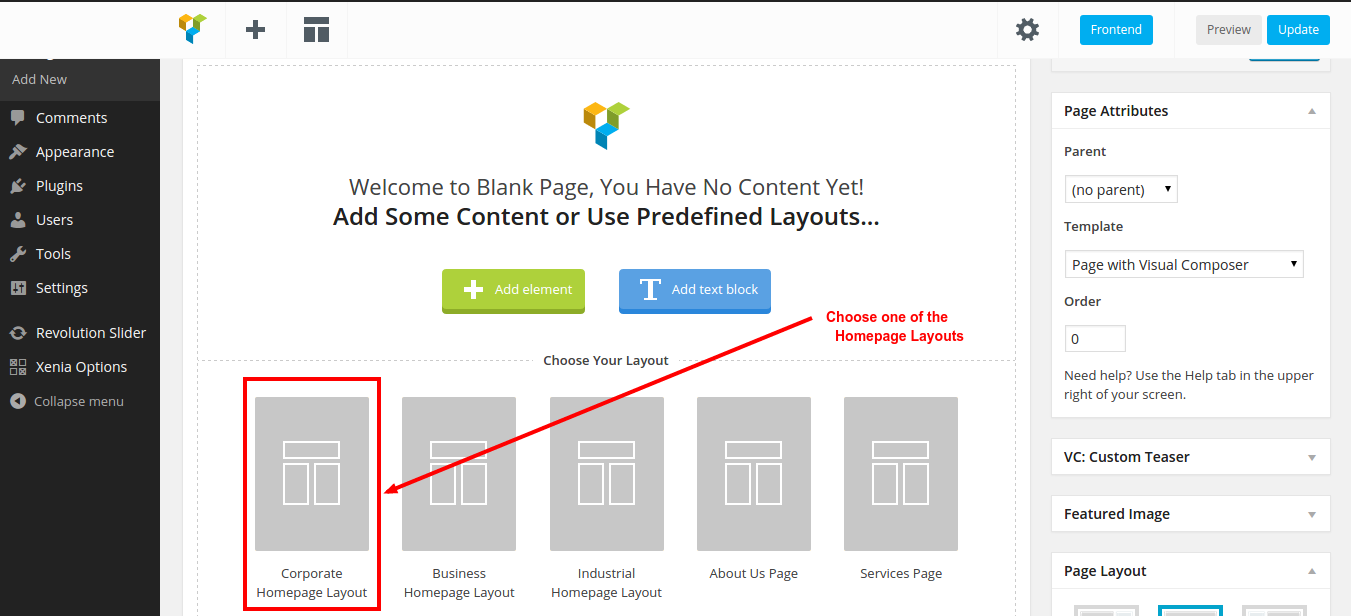 Frontend
Preview
Update
Add New
Comments
Appearance
Plugins
Users
Tools
Settings
Revolution Slider
Xenia Options
Collapse menu
Welcome to Blank Page, You Have No Content Yet!
Add Some Content or Use Predefined Layouts...
Add element
Add text block
Choose one of the
Homepage Layouts
Choose Your Layout
Corporate
Homepage Layout
Business
Homepage Layout
Industrial
Homepage Layout
About Us Page
Services Page
Page Attributes
Parent
(no parent)
Template
Page with Visual Composer
Order
0
Need help? Use the Help tab in the upper
right of your screen.
VC: Custom Teaser
Featured Image
Page Layout